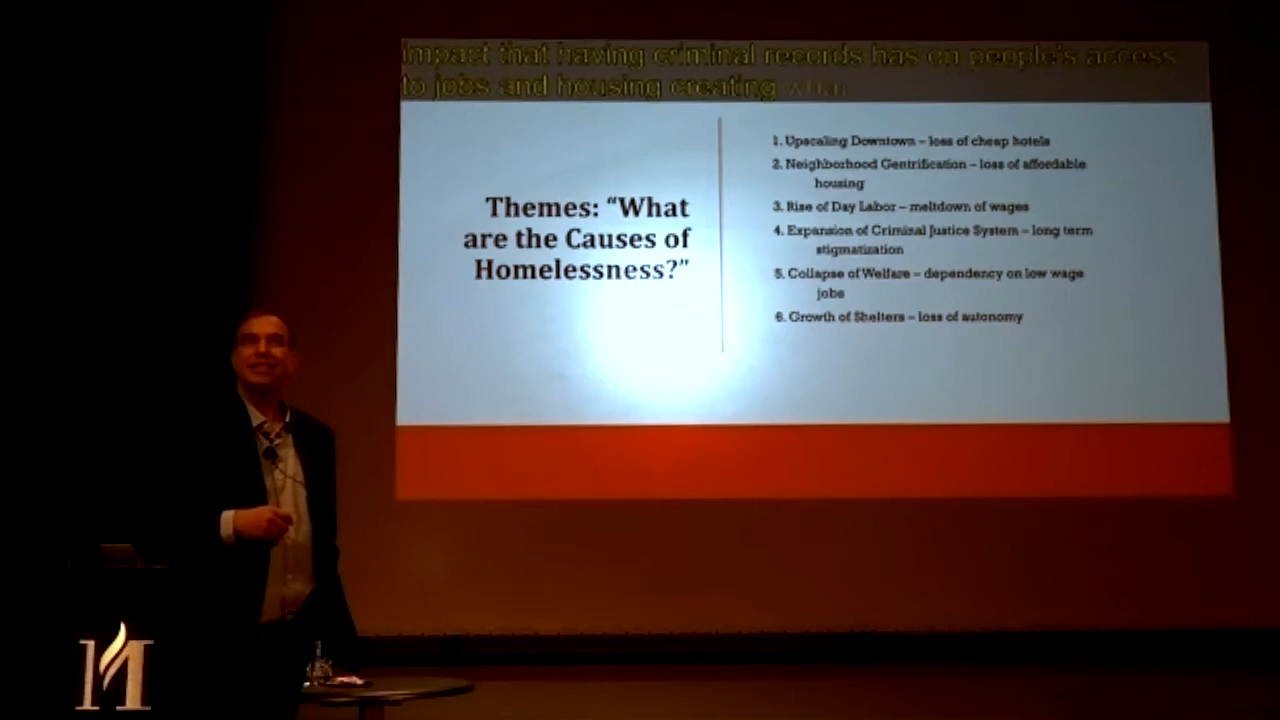 impact that having criminal records has on people's access
to jobs and housing creating what
Themes: “What
are the Causes of
Homelessness?”
1. Upscaling Downtown – loss of cheap hotels
2. Neighborhood Gentrification – loss of affordable
housing
3. Rise of Day Labor – meltdown of wages
4. Expansion of Criminal Justice System – long term
stigmatization
5. Collapse of Welfare – dependency on low wage
jobs
6. Growth of Shelters – loss of autonomy
M